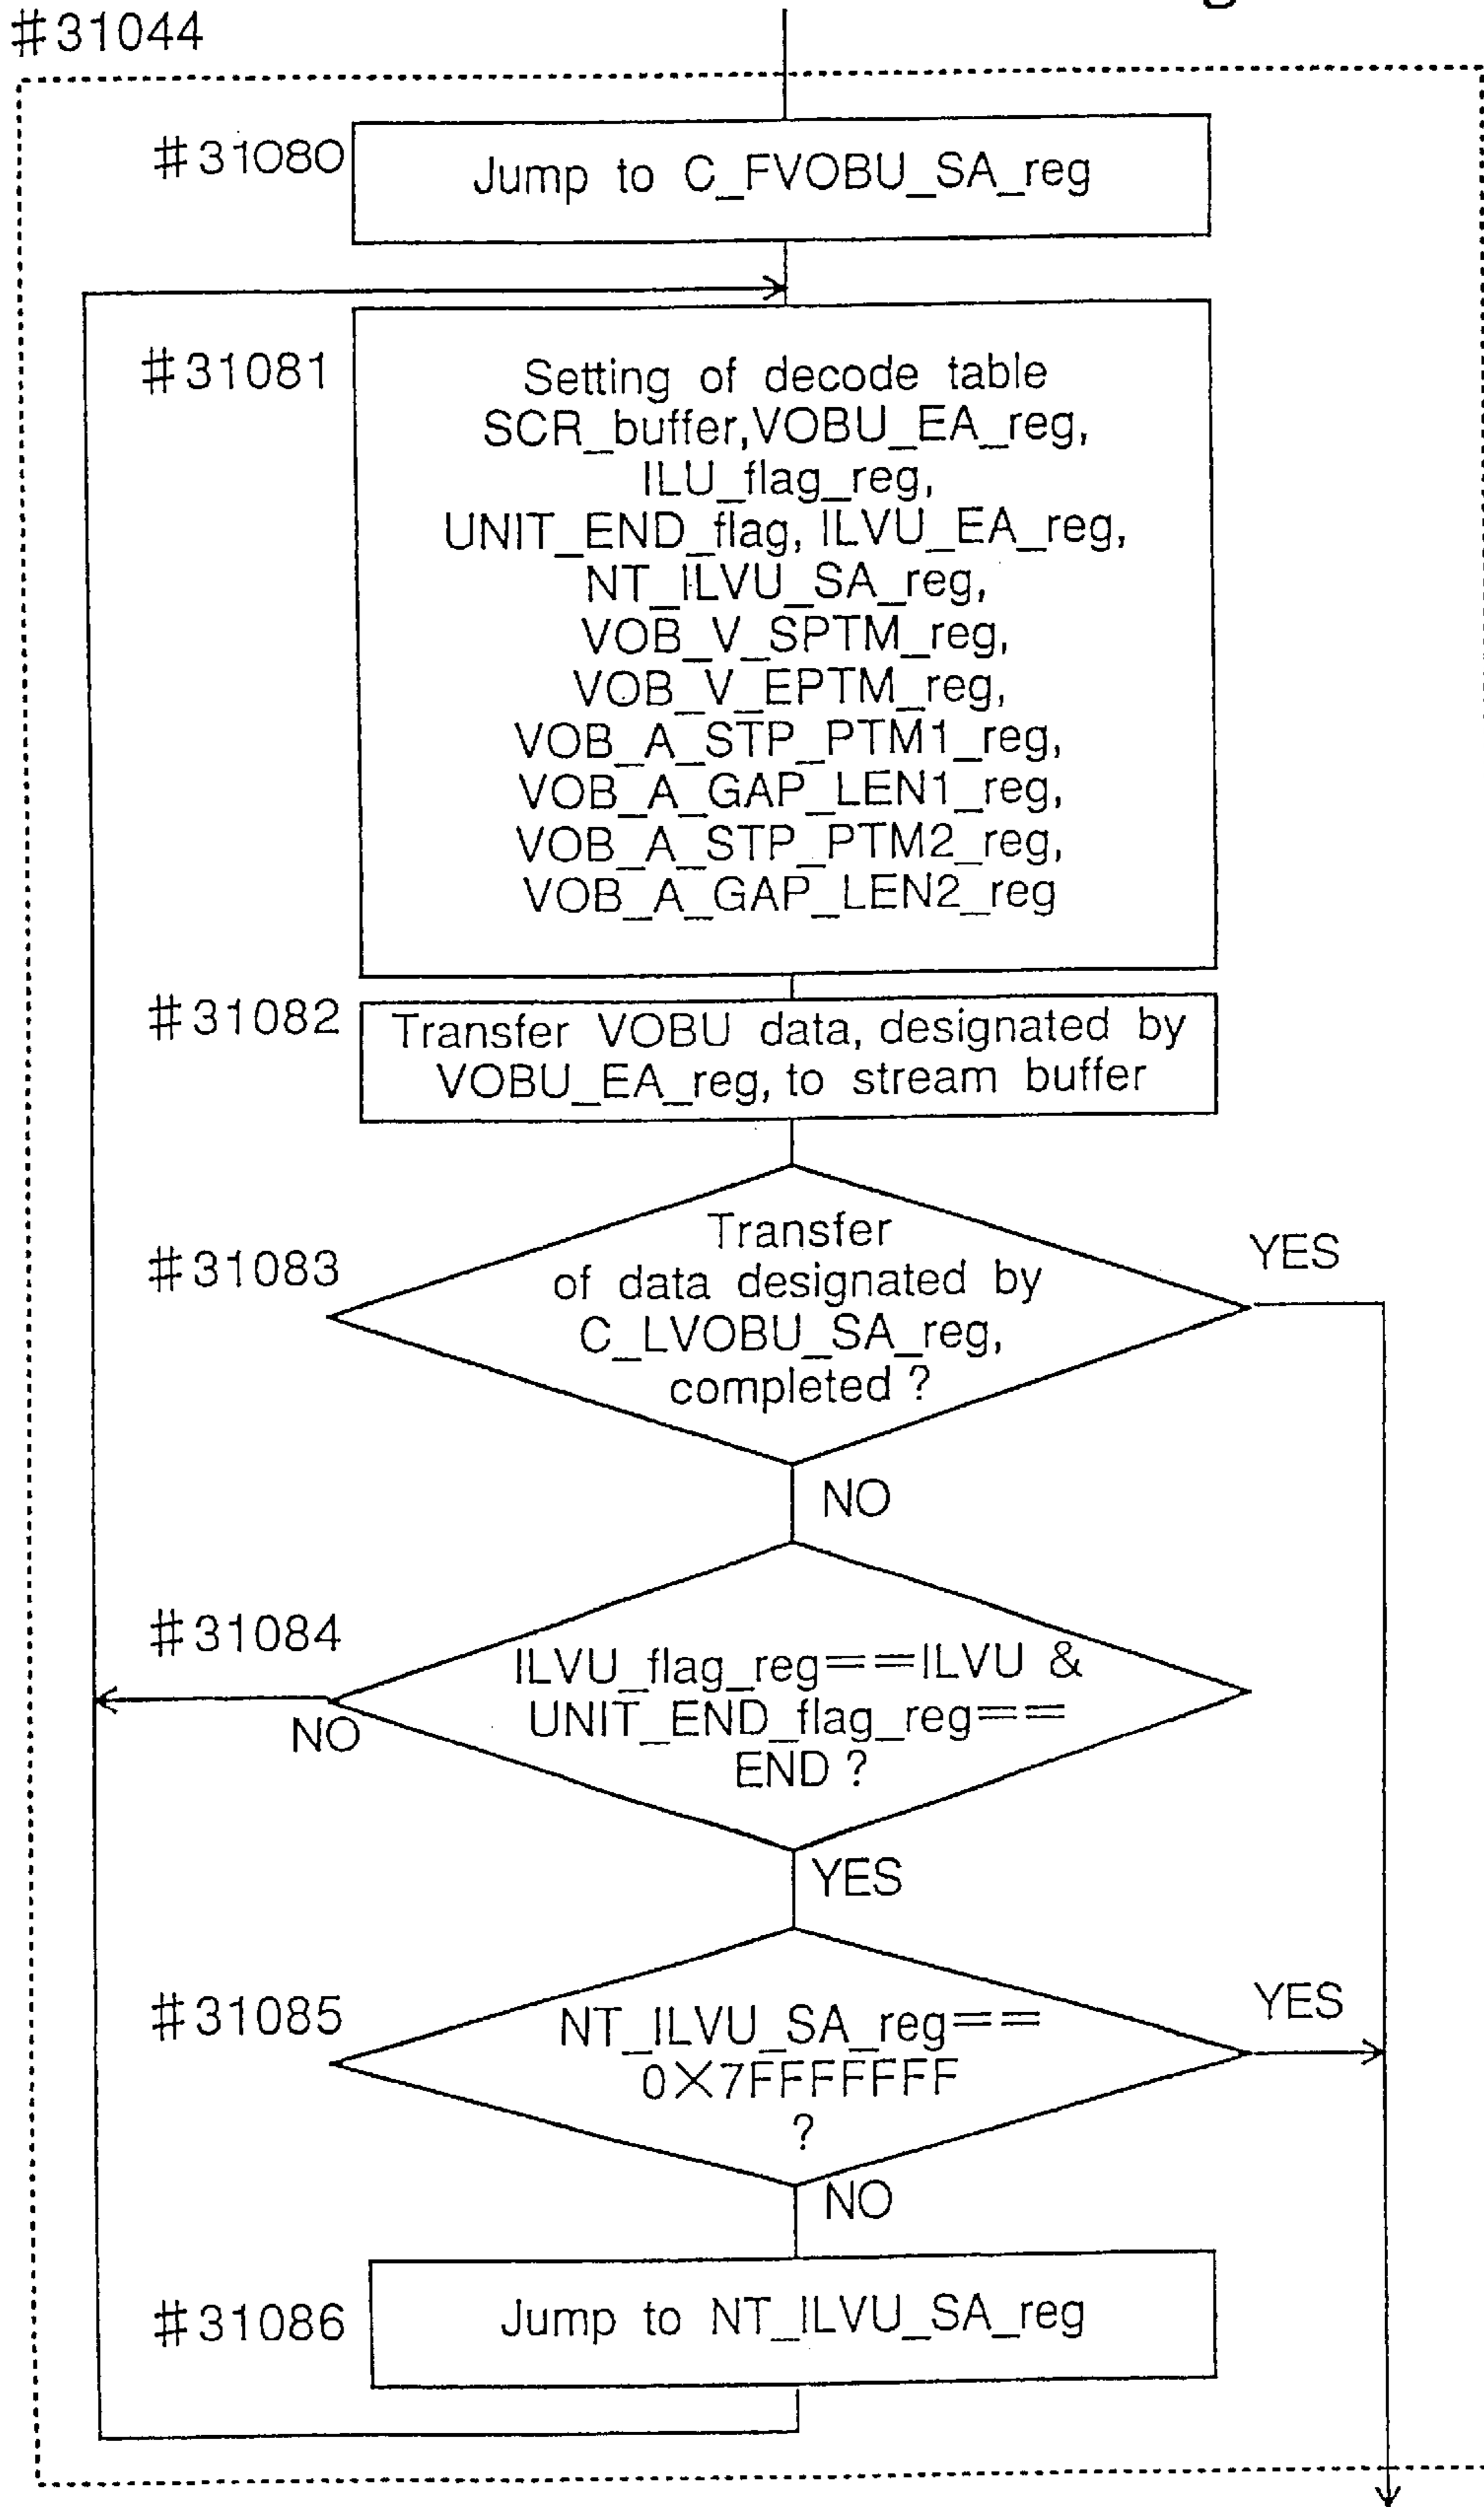 #31044
#31080
Jump to C_FVOBU_SA_reg
#31081
Setting of decode table
SCR_buffer,VOBU_EA_reg,
ILU_flag_reg,
UNIT_END_flag, ILVU_EA_reg,
NT_ILVU_SA_reg,
VOB_V_SPTM_reg,
VOB_V_EPTM_reg,
VOB_A_STP_PTM1_reg,
VOB_A_GAP_LEN1_reg,
VOB_A_STP_PTM2_reg,
VOB_A_GAP_LEN2_reg
#31082
Transfer VOBU data, designated by
VOBU_EA_reg, to stream buffer
#31083
Transfer
of data designated by
C_LVOBU_SA_reg,
completed ?
YES
NO
#31084
ILVU_flag_reg==ILVU &
UNIT_END_flag_reg==
END ?
NO
YES
#31085
NT_ILVU_SA_reg==
0X7FFFFFFF
?
YES
NO
#31086
Jump to NT_ILVU_SA_reg